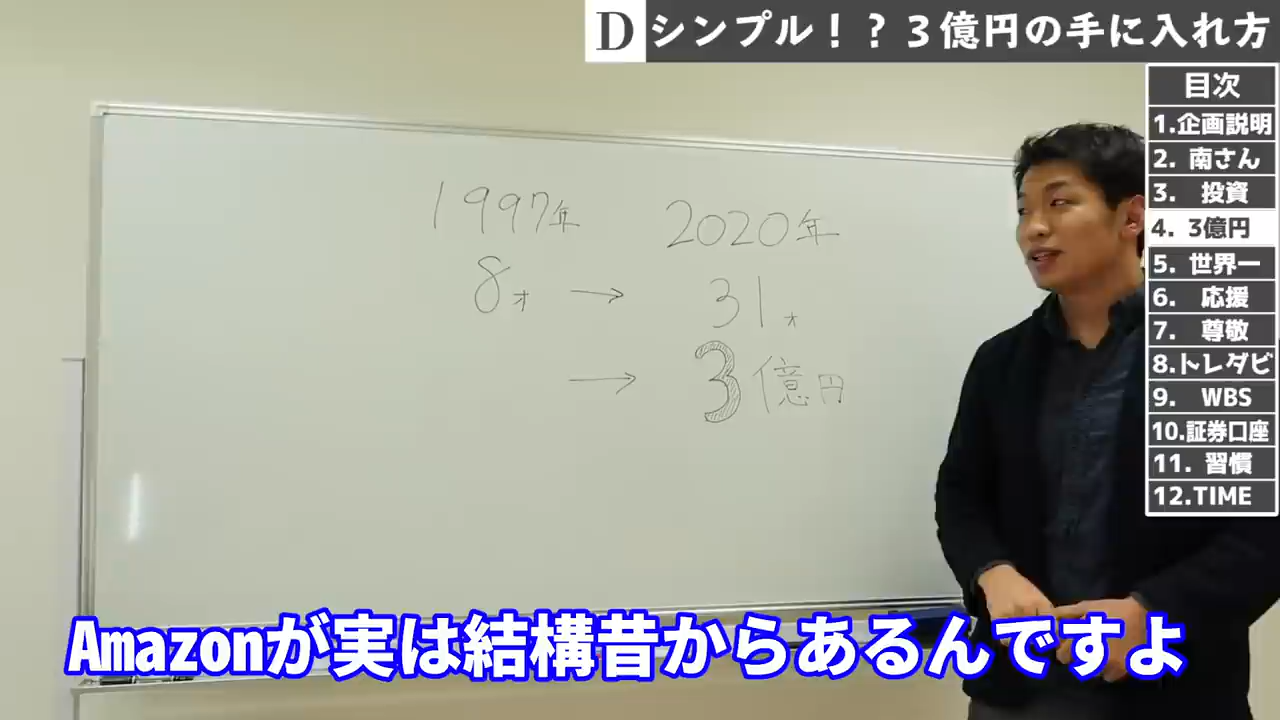 D シンプル！？３億円の手に入れ方
目次
1.企画説明
2. 南さん
3. 投資
4. 3億円
5. 世界一
6. 応援
7. 尊敬
8.トレダビ
9. WBS
10.証券口座
11. 習慣
12.TIME
1997年 2020年
8才 → 31才
→ 3億円
Amazonが実は結構昔からあるんですよ